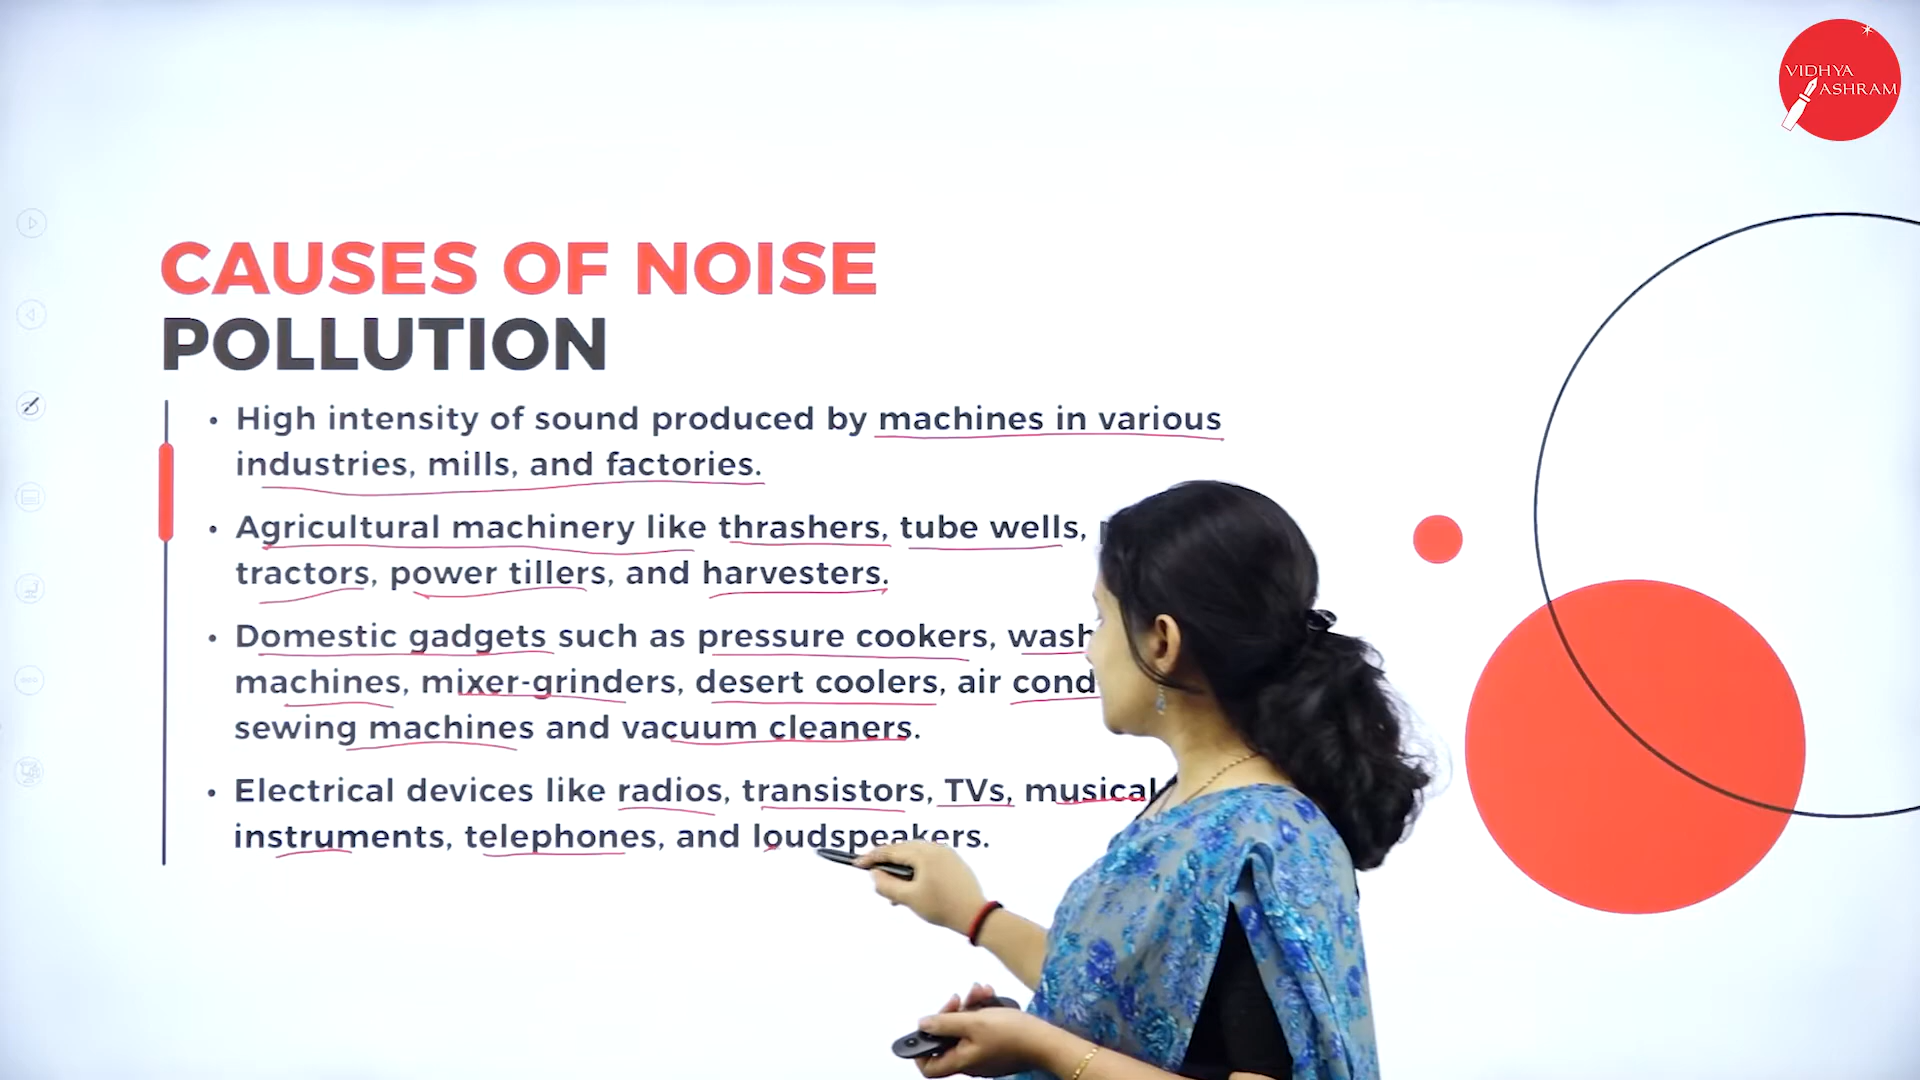 VIDHYA
ASHRAM
CAUSES OF NOISE
POLLUTION
• High intensity of sound produced by machines in various
industries, mills, and factories.
• Agricultural machinery like thrashers, tube wells,
tractors, power tillers, and harvesters.
• Domestic gadgets such as pressure cookers,
machines, mixer-grinders, desert coolers, air
sewing machines and vacuum cleaners.
• Electrical devices like radios, transistors, TVs, musical
instruments, telephones, and loudspeakers.